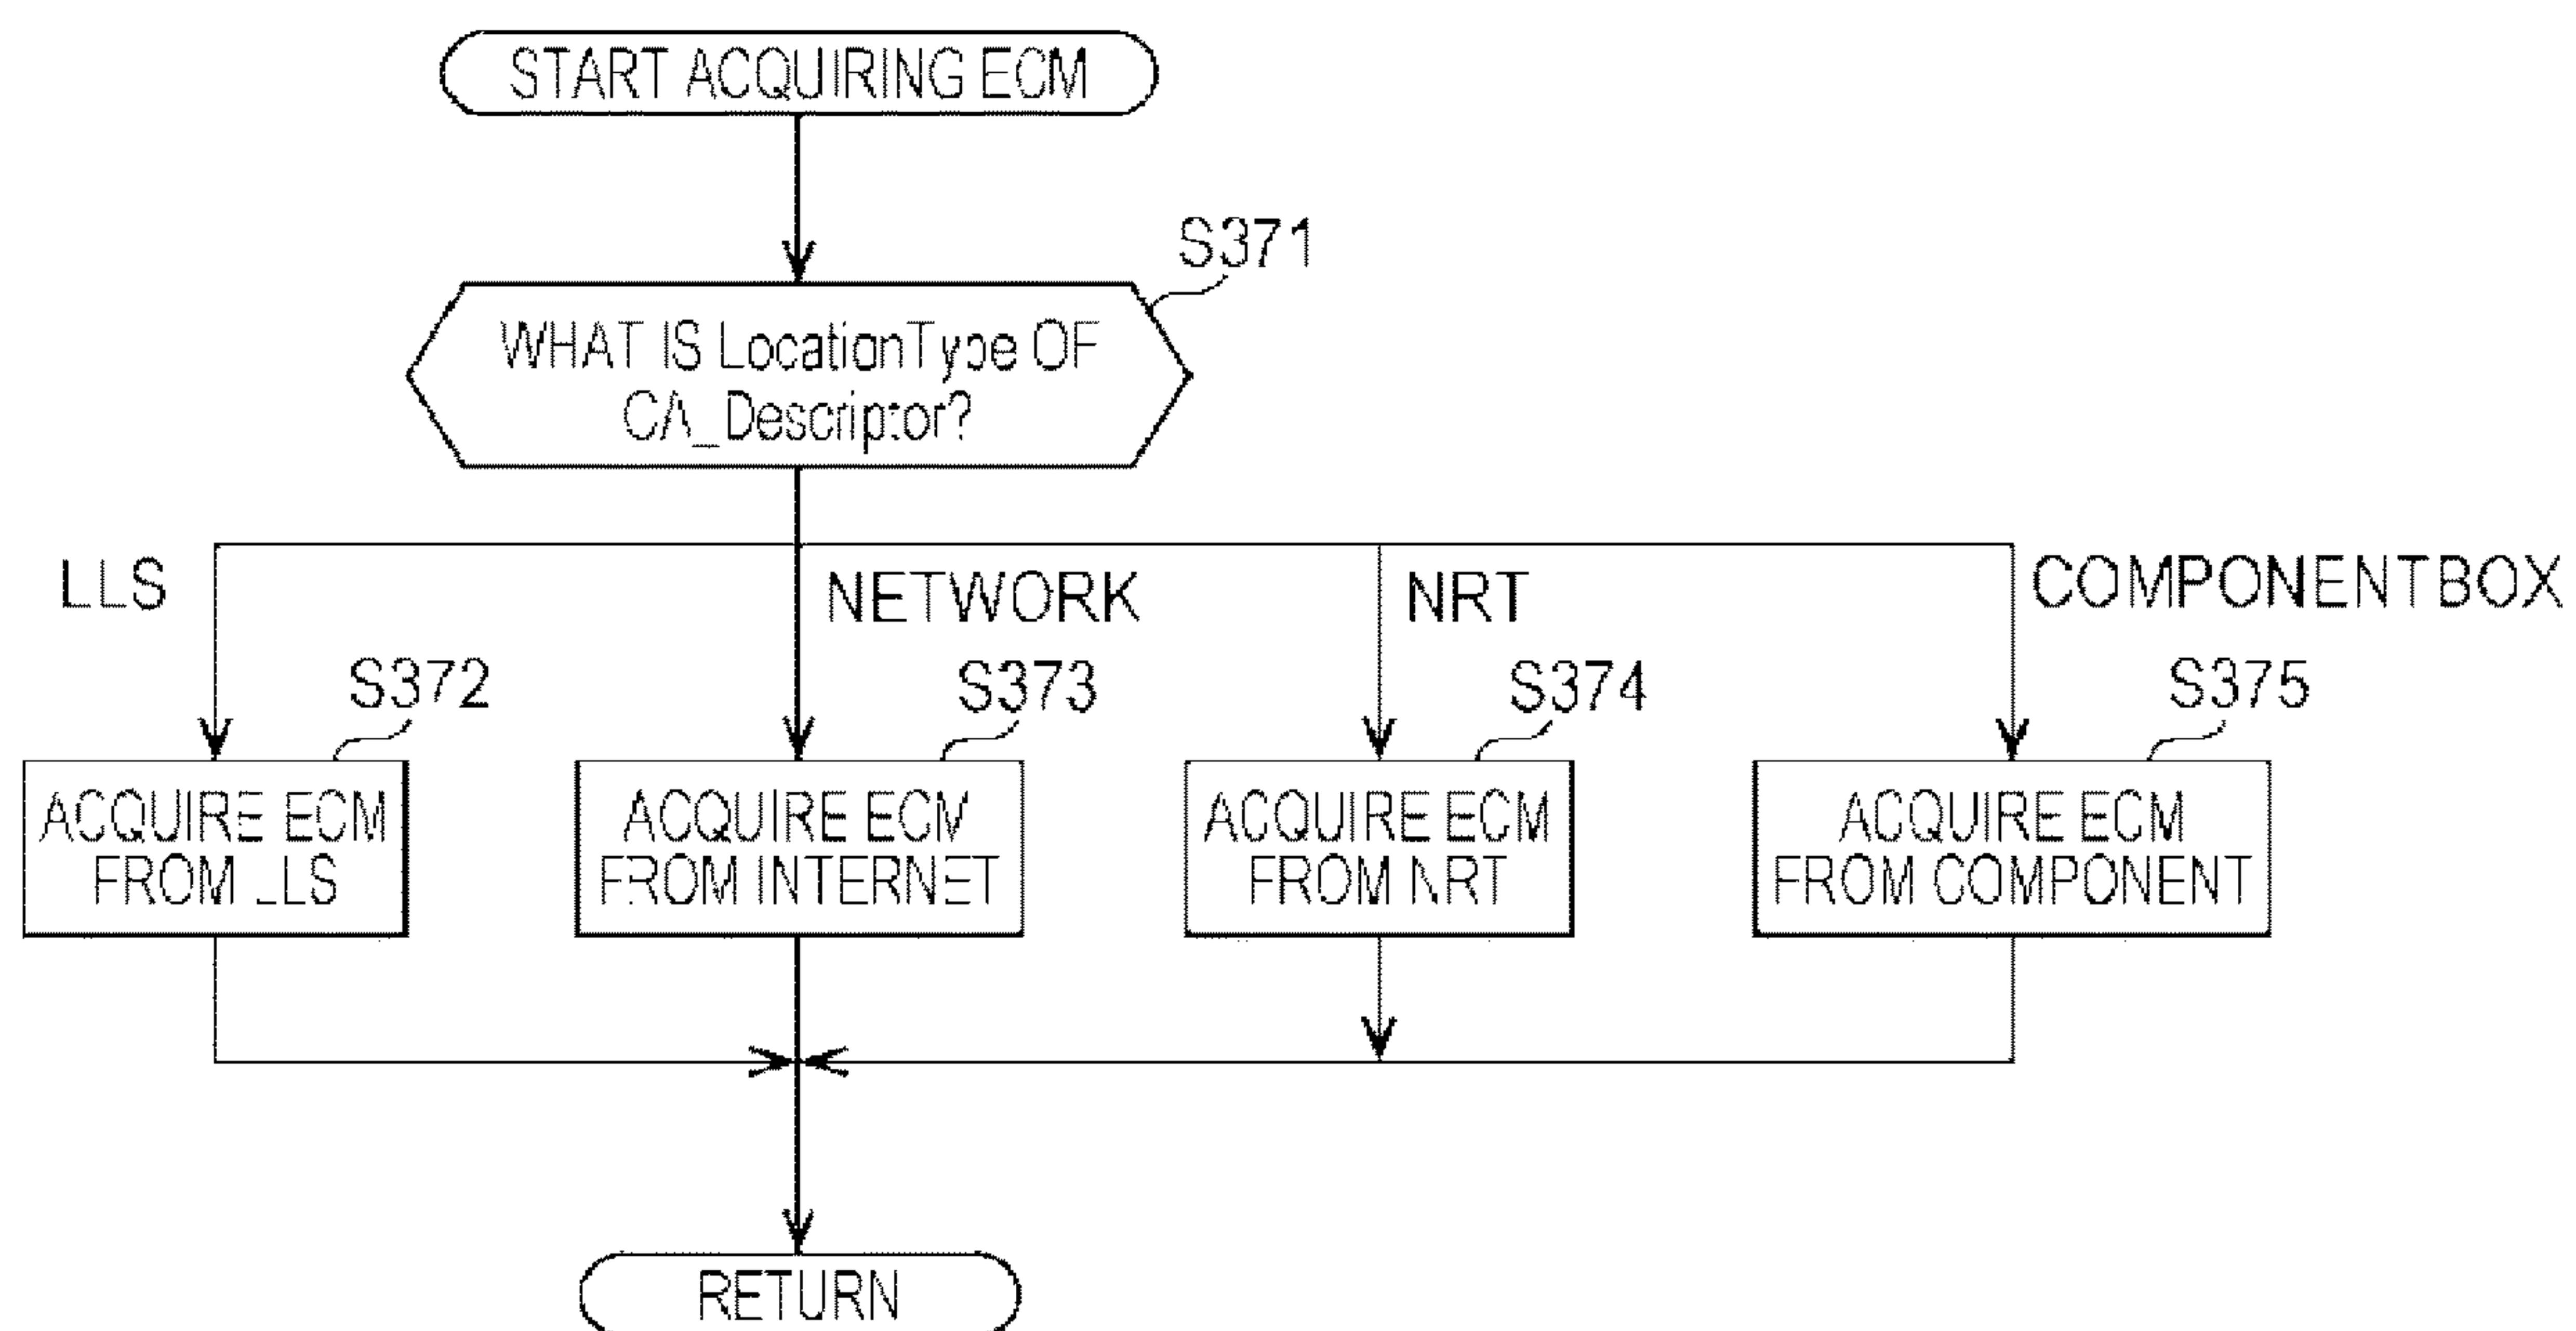 START ACQUIRING ECM
S371
WHAT IS LocationType OF
CA_Descriptor?
LLS
NETWORK
NRT
COMPONENTBOX
S372
S373
S374
S375
ACQUIRE ECM
FROM LLS
ACQUIRE ECM
FROM INTERNET
ACQUIRE ECM
FROM NRT
ACQUIRE ECM
FROM COMPONENT
RETURN